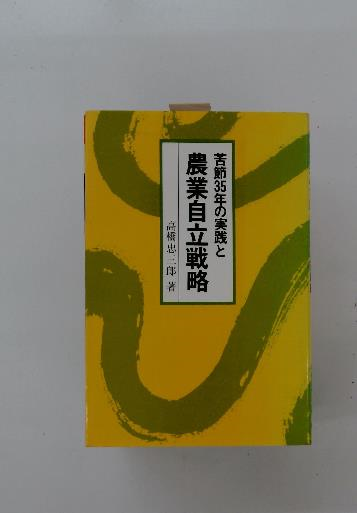 苦節35年の実践と
農業自立戦略
高橋忠三郎 著